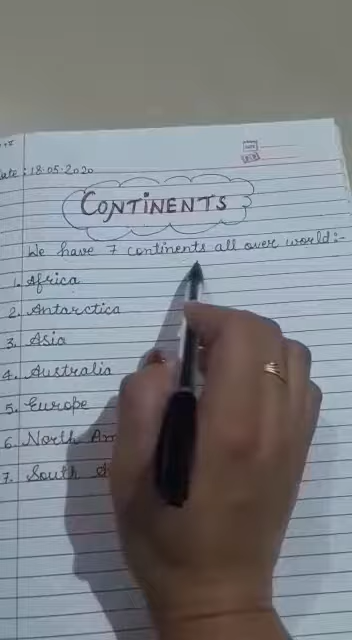 Date : 18.05.2020
CONTINENTS
We have 7 continents all over world:-
1. Africa
2. Antarctica
3. Asia
4. Australia
5. Europe
6. North Am
7. South